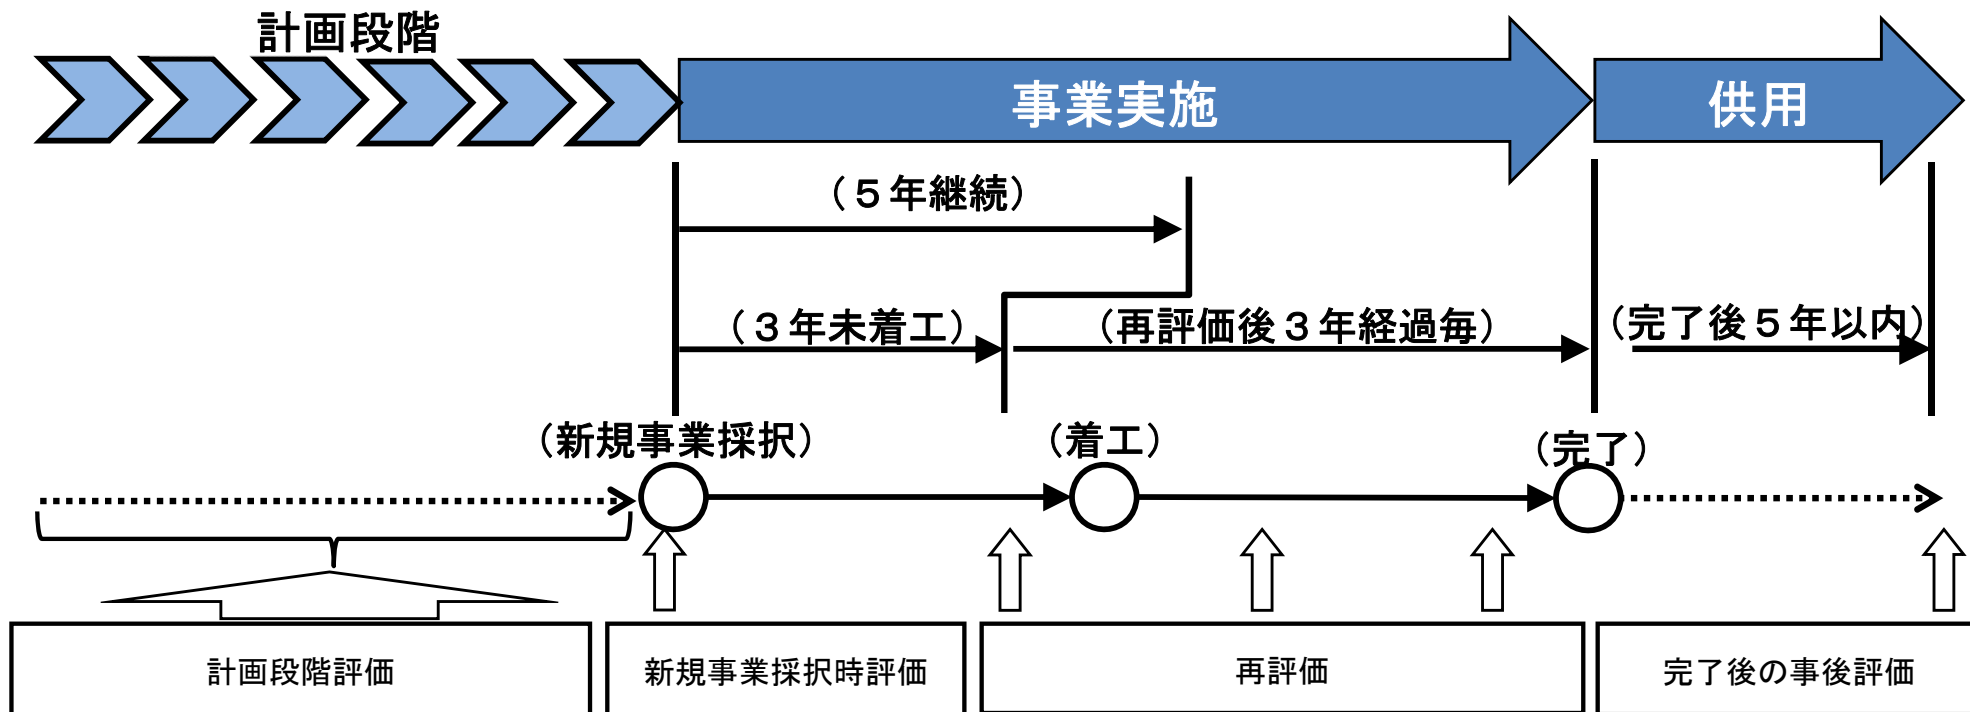 計画段階
事業実施
供用
（５年継続）
（３年未着工）
（再評価後３年経過毎）
（完了後５年以内）
（新規事業採択）
（着工）
（完了）
計画段階評価
新規事業採択時評価
再評価
完了後の事後評価